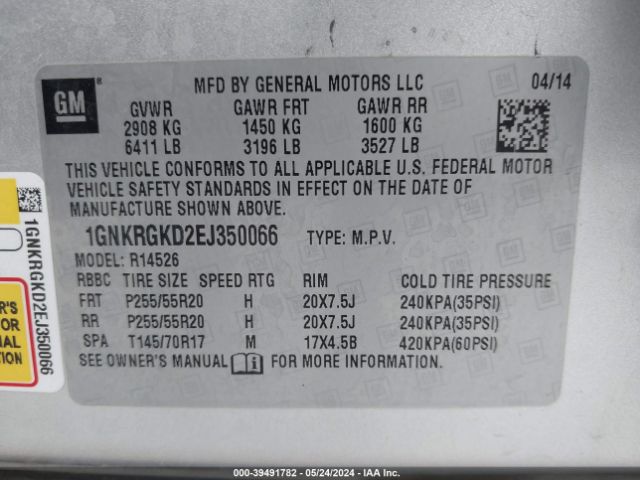 GM
®
MFD BY GENERAL MOTORS LLC 04/14
GVWR GAWR FRT GAWR RR
2908 KG 1450 KG 1600 KG
6411 LB 3196 LB 3527 LB
THIS VEHICLE CONFORMS TO ALL APPLICABLE U.S. FEDERAL MOTOR
VEHICLE SAFETY STANDARDS IN EFFECT ON THE DATE OF
MANUFACTURE SHOWN ABOVE.
1GNKRGKD2EJ350066 TYPE: M.P.V.
MODEL: R14526
RBBC TIRE SIZE SPEED RTG RIM COLD TIRE PRESSURE
FRT P255/55R20 H 20X7.5J 240KPA(35PSI)
RR P255/55R20 H 20X7.5J 240KPA(35PSI)
SPA T145/70R17 M 17X4.5B 420KPA(60PSI)
SEE OWNER'S MANUAL i FOR MORE INFORMATION.
1GNKRGKD2EJ350066
000-39491782 - 05/24/2024 - IAAI.COM